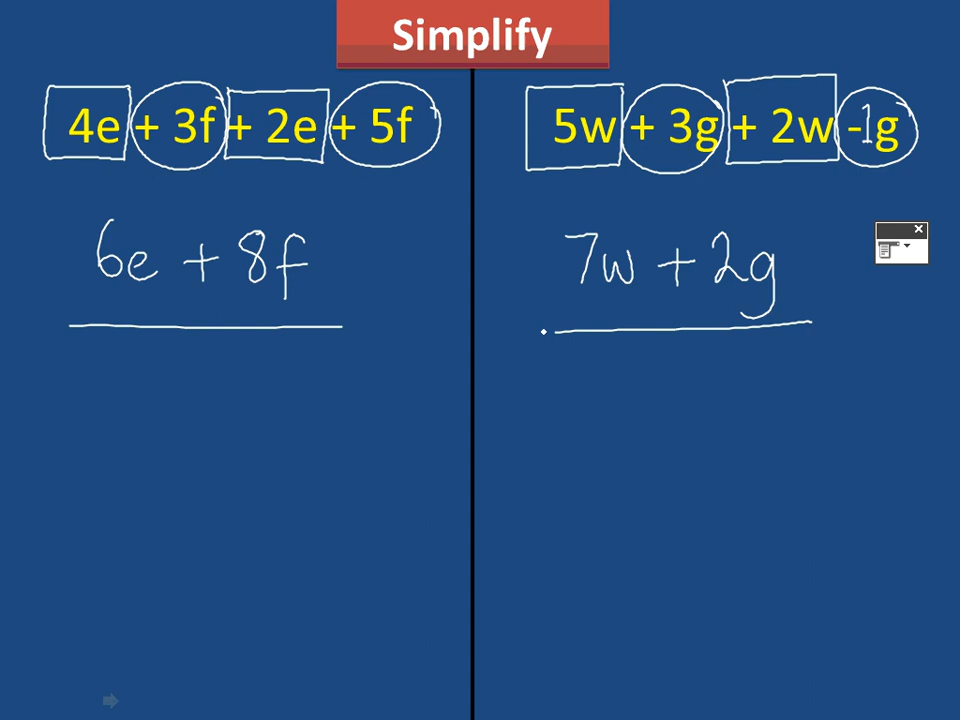 Simplify
4e + 3f + 2e + 5f
6e + 8f
5w + 3g + 2w - 1g
7w + 2g